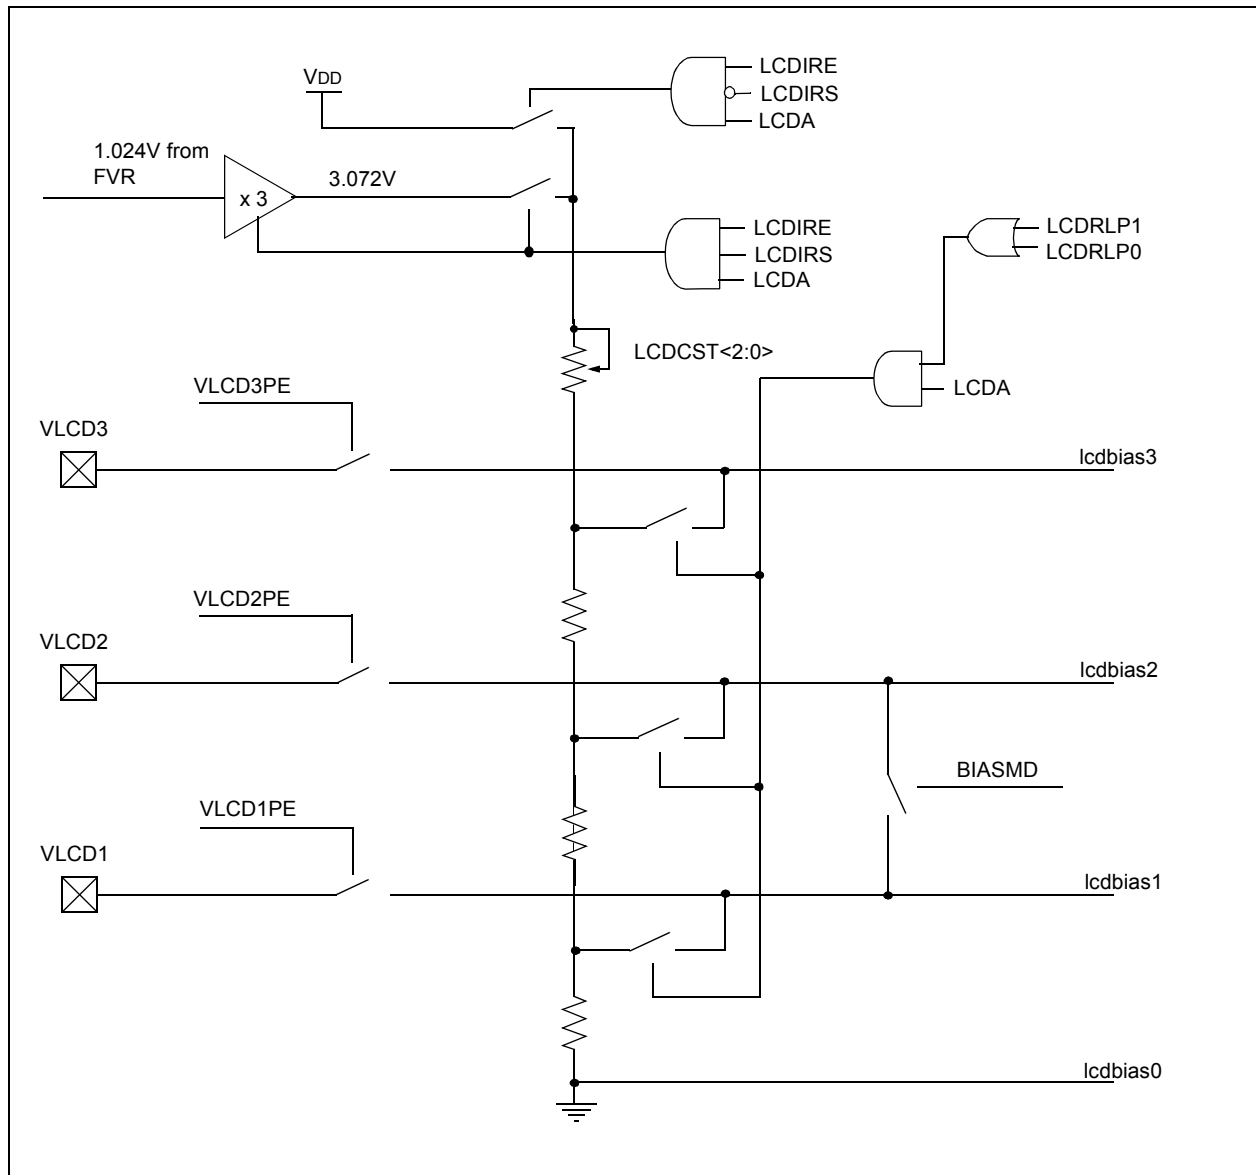 LCDIRE
VDD
LCDIRS
LCDA
1.024V from
FVR
x 3
3.072V
LCDIRE
LCDIRS
LCDA
LCDRLP1
LCDRLP0
LCDCST<2:0>
LCDA
VLCD3PE
VLCD3
lcdbias3
VLCD2PE
VLCD2
lcdbias2
BIASMD
VLCD1PE
VLCD1
lcdbias1
lcdbias0